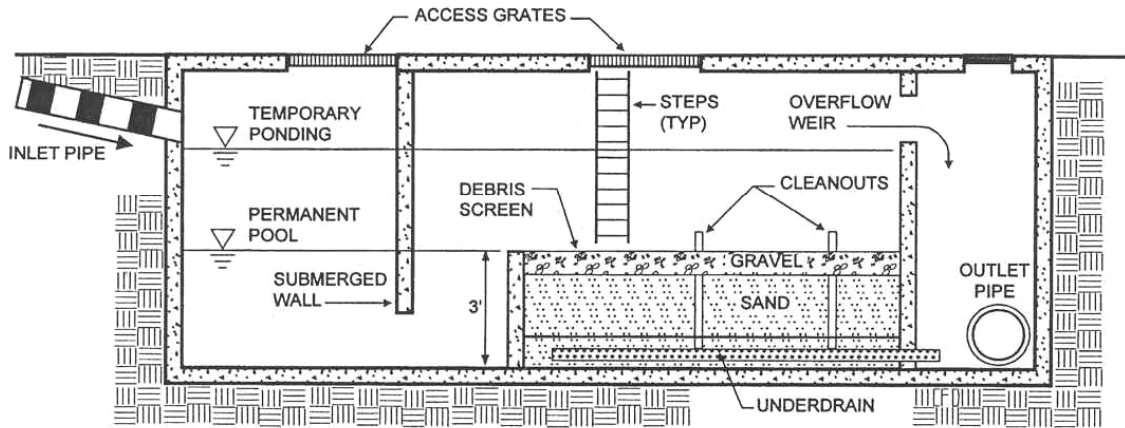 ACCESS GRATES
TEMPORARY
PONDING
STEPS
(TYP)
OVERFLOW
WEIR
INLET PIPE
DEBRIS
SCREEN
CLEANOUTS
PERMANENT
POOL
GRAVEL
SUBMERGED
WALL
3'
SAND
OUTLET
PIPE
UNDERDRAIN